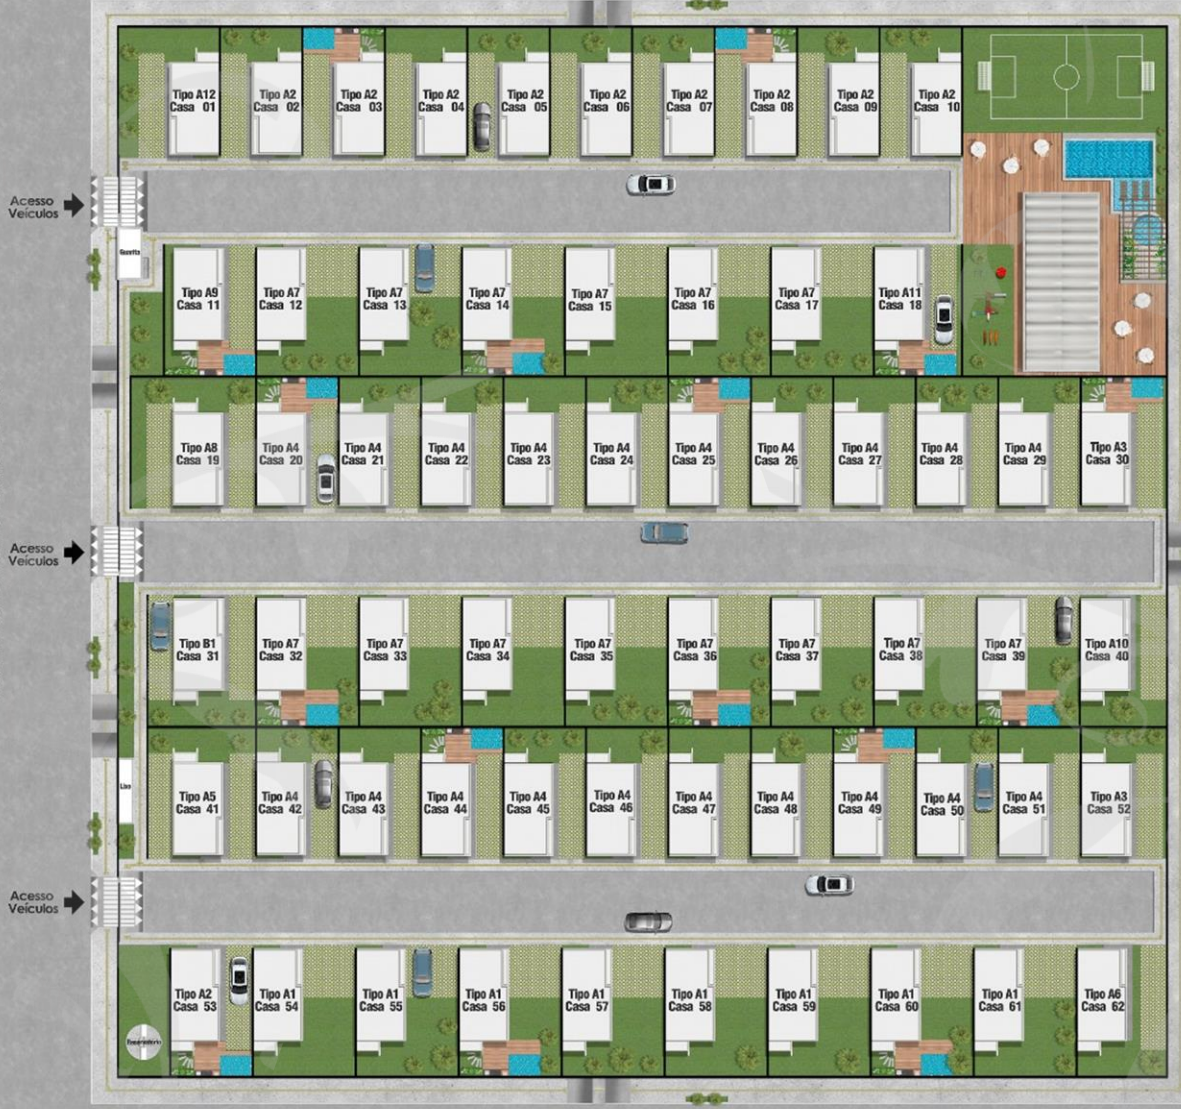 Tipo A12
Casa 01
Tipo A2
Casa 02
Tipo A2
Casa 03
Tipo A2
Casa 04
Tipo A2
Casa 05
Tipo A2
Casa 06
Tipo A2
Casa 07
Tipo A2
Casa 08
Tipo A2
Casa 09
Tipo A2
Casa 10
Acesso
Veículos
Guarita
Tipo A9
Casa 11
Tipo A7
Casa 12
Tipo A7
Casa 13
Tipo A7
Casa 14
Tipo A7
Casa 15
Tipo A7
Casa 16
Tipo A7
Casa 17
Tipo A11
Casa 18
Tipo A8
Casa 19
Tipo A4
Casa 20
Tipo A4
Casa 21
Tipo A4
Casa 22
Tipo A4
Casa 23
Tipo A4
Casa 24
Tipo A4
Casa 25
Tipo A4
Casa 26
Tipo A4
Casa 27
Tipo A4
Casa 28
Tipo A4
Casa 29
Tipo A3
Casa 30
Acesso
Veículos
Tipo B1
Casa 31
Tipo A7
Casa 32
Tipo A7
Casa 33
Tipo A7
Casa 34
Tipo A7
Casa 35
Tipo A7
Casa 36
Tipo A7
Casa 37
Tipo A7
Casa 38
Tipo A7
Casa 39
Tipo A10
Casa 40
Lixo
Tipo A5
Casa 41
Tipo A4
Casa 42
Tipo A4
Casa 43
Tipo A4
Casa 44
Tipo A4
Casa 45
Tipo A4
Casa 46
Tipo A4
Casa 47
Tipo A4
Casa 48
Tipo A4
Casa 49
Tipo A4
Casa 50
Tipo A4
Casa 51
Tipo A3
Casa 52
Acesso
Veículos
Tipo A2
Casa 53
Tipo A1
Casa 54
Tipo A1
Casa 55
Tipo A1
Casa 56
Tipo A1
Casa 57
Tipo A1
Casa 58
Tipo A1
Casa 59
Tipo A1
Casa 60
Tipo A1
Casa 61
Tipo A6
Casa 62
Reservatório